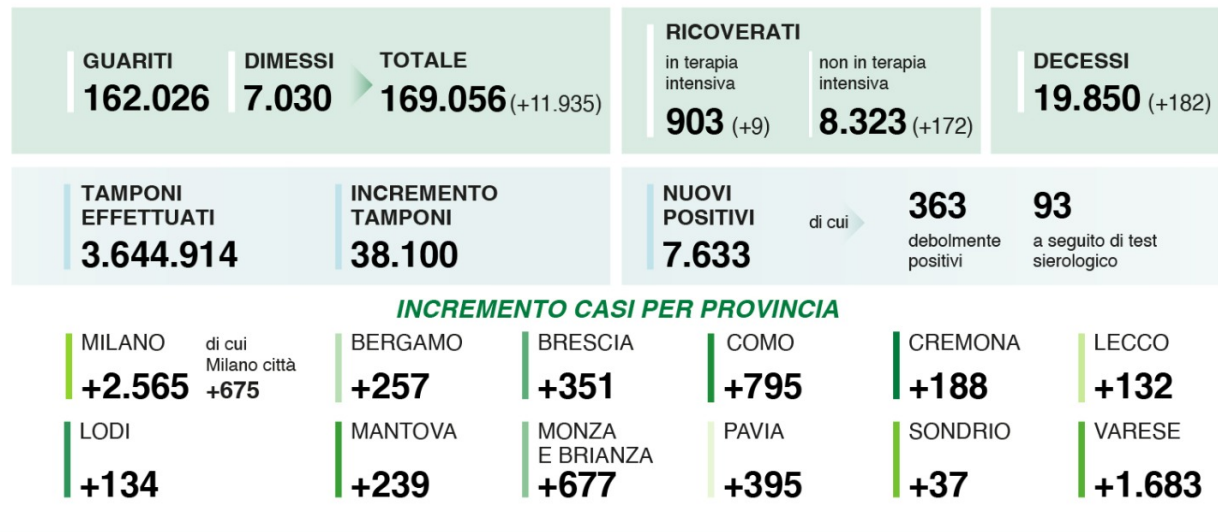 GUARITI
162.026
DIMESSI
7.030
TOTALE
169.056 (+11.935)
RICOVERATI
in terapia
intensiva
903 (+9)
non in terapia
intensiva
8.323 (+172)
DECESSI
19.850 (+182)
TAMPONI
EFFETTUATI
3.644.914
INCREMENTO
TAMPONI
38.100
NUOVI
POSITIVI
7.633
di cui
363
debolmente
positivi
93
a seguito di test
sierologico
INCREMENTO CASI PER PROVINCIA
MILANO
+2.565
di cui
Milano città
+675
BERGAMO
+257
BRESCIA
+351
COMO
+795
CREMONA
+188
LECCO
+132
LODI
+134
MANTOVA
+239
MONZA
E BRIANZA
+677
PAVIA
+395
SONDRIO
+37
VARESE
+1.683